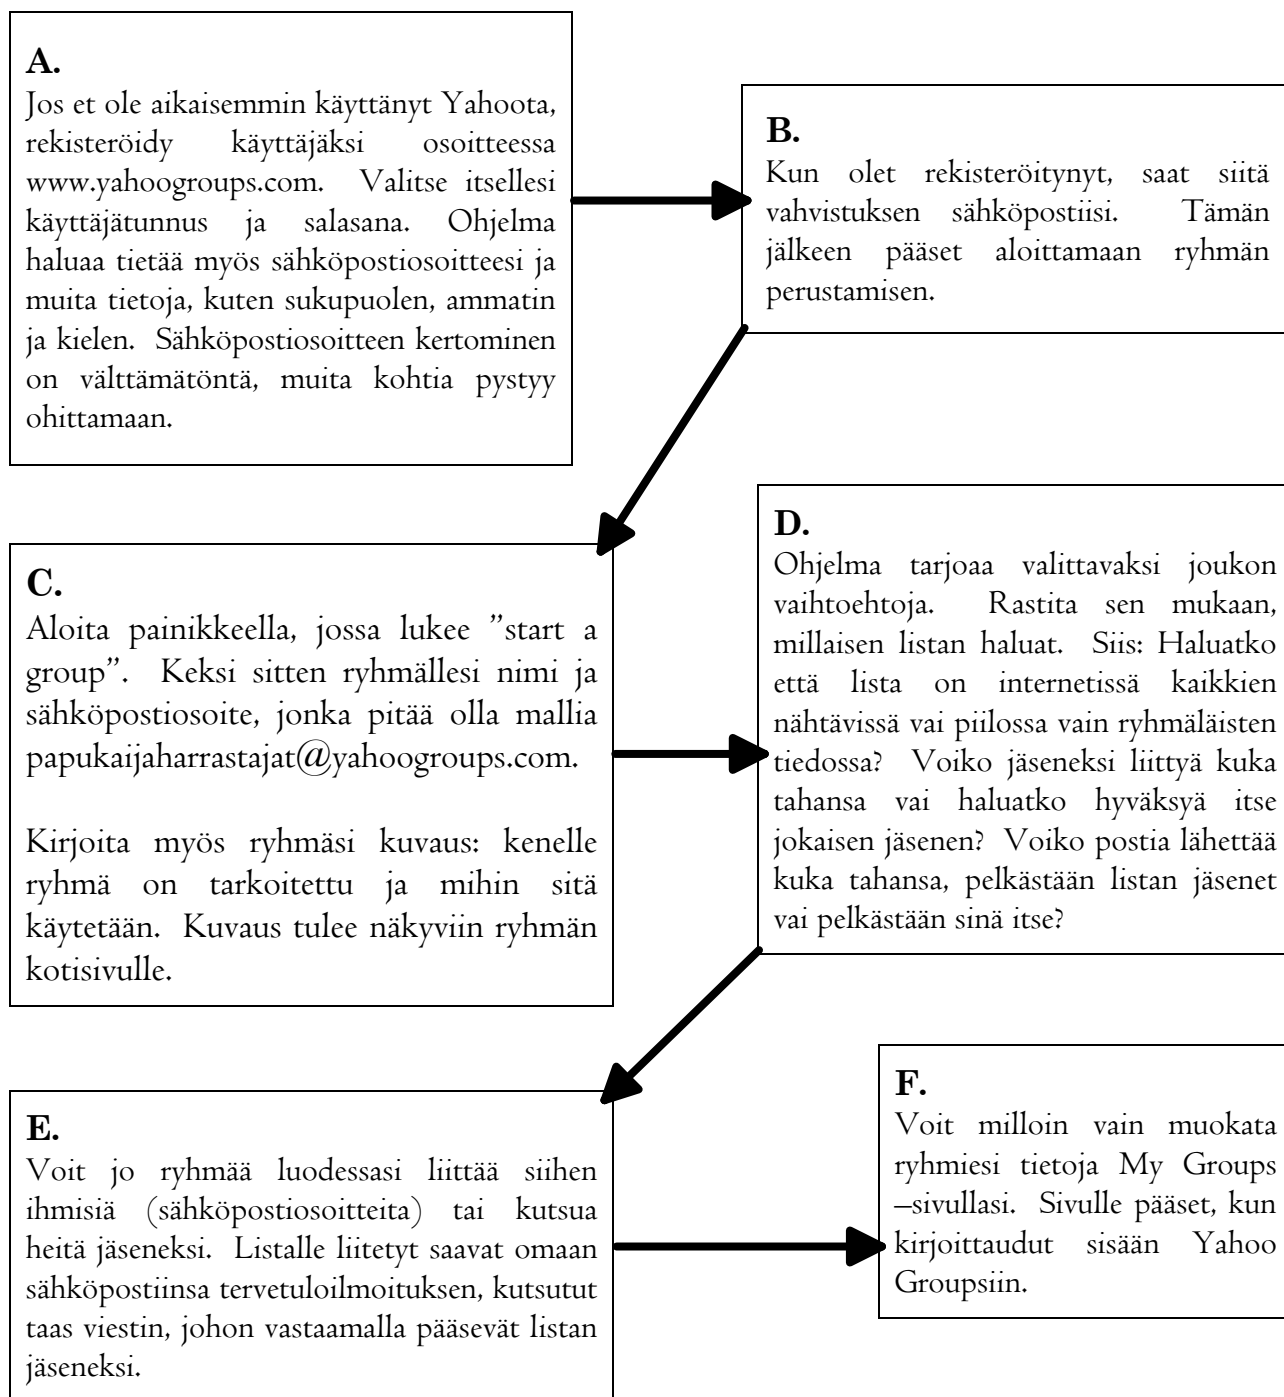 A.
Jos et ole aikaisemmin käyttänyt Yahoota,
rekisteröidy käyttäjäksi osoitteessa
www.yahoogroups.com. Valitse itsellesi
käyttäjätunnus ja salasana. Ohjelma
haluaa tietää myös sähköpostiosoitteesi ja
muita tietoja, kuten sukupuolen, ammatin
ja kielen. Sähköpostiosoitteen kertominen
on välttämätöntä, muita kohtia pystyy
ohittamaan.
B.
Kun olet rekisteröitynyt, saat siitä
vahvistuksen sähköpostiisi. Tämän
jälkeen pääset aloittamaan ryhmän
perustamisen.
C.
Aloita painikkeella, jossa lukee ”start a
group”. Keksi sitten ryhmällesi nimi ja
sähköpostiosoite, jonka pitää olla mallia
papukaijaharrastajat@yahoogroups.com.
Kirjoita myös ryhmäsi kuvaus: kenelle
ryhmä on tarkoitettu ja mihin sitä
käytetään. Kuvaus tulee näkyviin ryhmän
kotisivulle.
D.
Ohjelma tarjoaa valittavaksi joukon
vaihtoehtoja. Rastita sen mukaan,
millaisen listan haluat. Siis: Haluatko
että lista on internetissä kaikkien
nähtävissä vai piilossa vain ryhmäläisten
tiedossa? Voiko jäseneksi liittyä kuka
tahansa vai haluatko hyväksyä itse
jokaisen jäsenen? Voiko postia lähettää
kuka tahansa, pelkästään listan jäsenet
vai pelkästään sinä itse?
E.
Voit jo ryhmää luodessasi liittää siihen
ihmisiä (sähköpostiosoitteita) tai kutsua
heitä jäseneksi. Listalle liitetyt saavat omaan
sähköpostiinsa tervetuloilmoituksen, kutsutut
taas viestin, johon vastaamalla pääsevät listan
jäseneksi.
F.
Voit milloin vain muokata
ryhmiesi tietoja My Groups
–sivullasi. Sivulle pääset, kun
kirjoittaudut sisään Yahoo
Groupsiin.